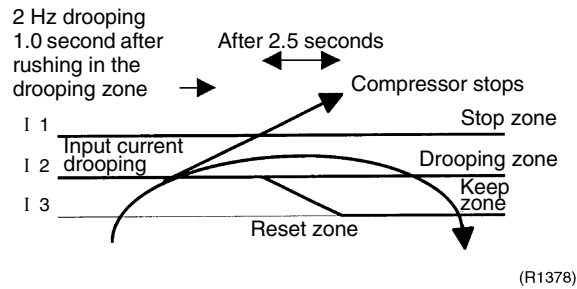 2 Hz drooping
1.0 second after
rushing in the
drooping zone
After 2.5 seconds
Compressor stops
I 1
Stop zone
Input current
drooping
I 2
Drooping zone
Keep
zone
I 3
Reset zone
(R1378)